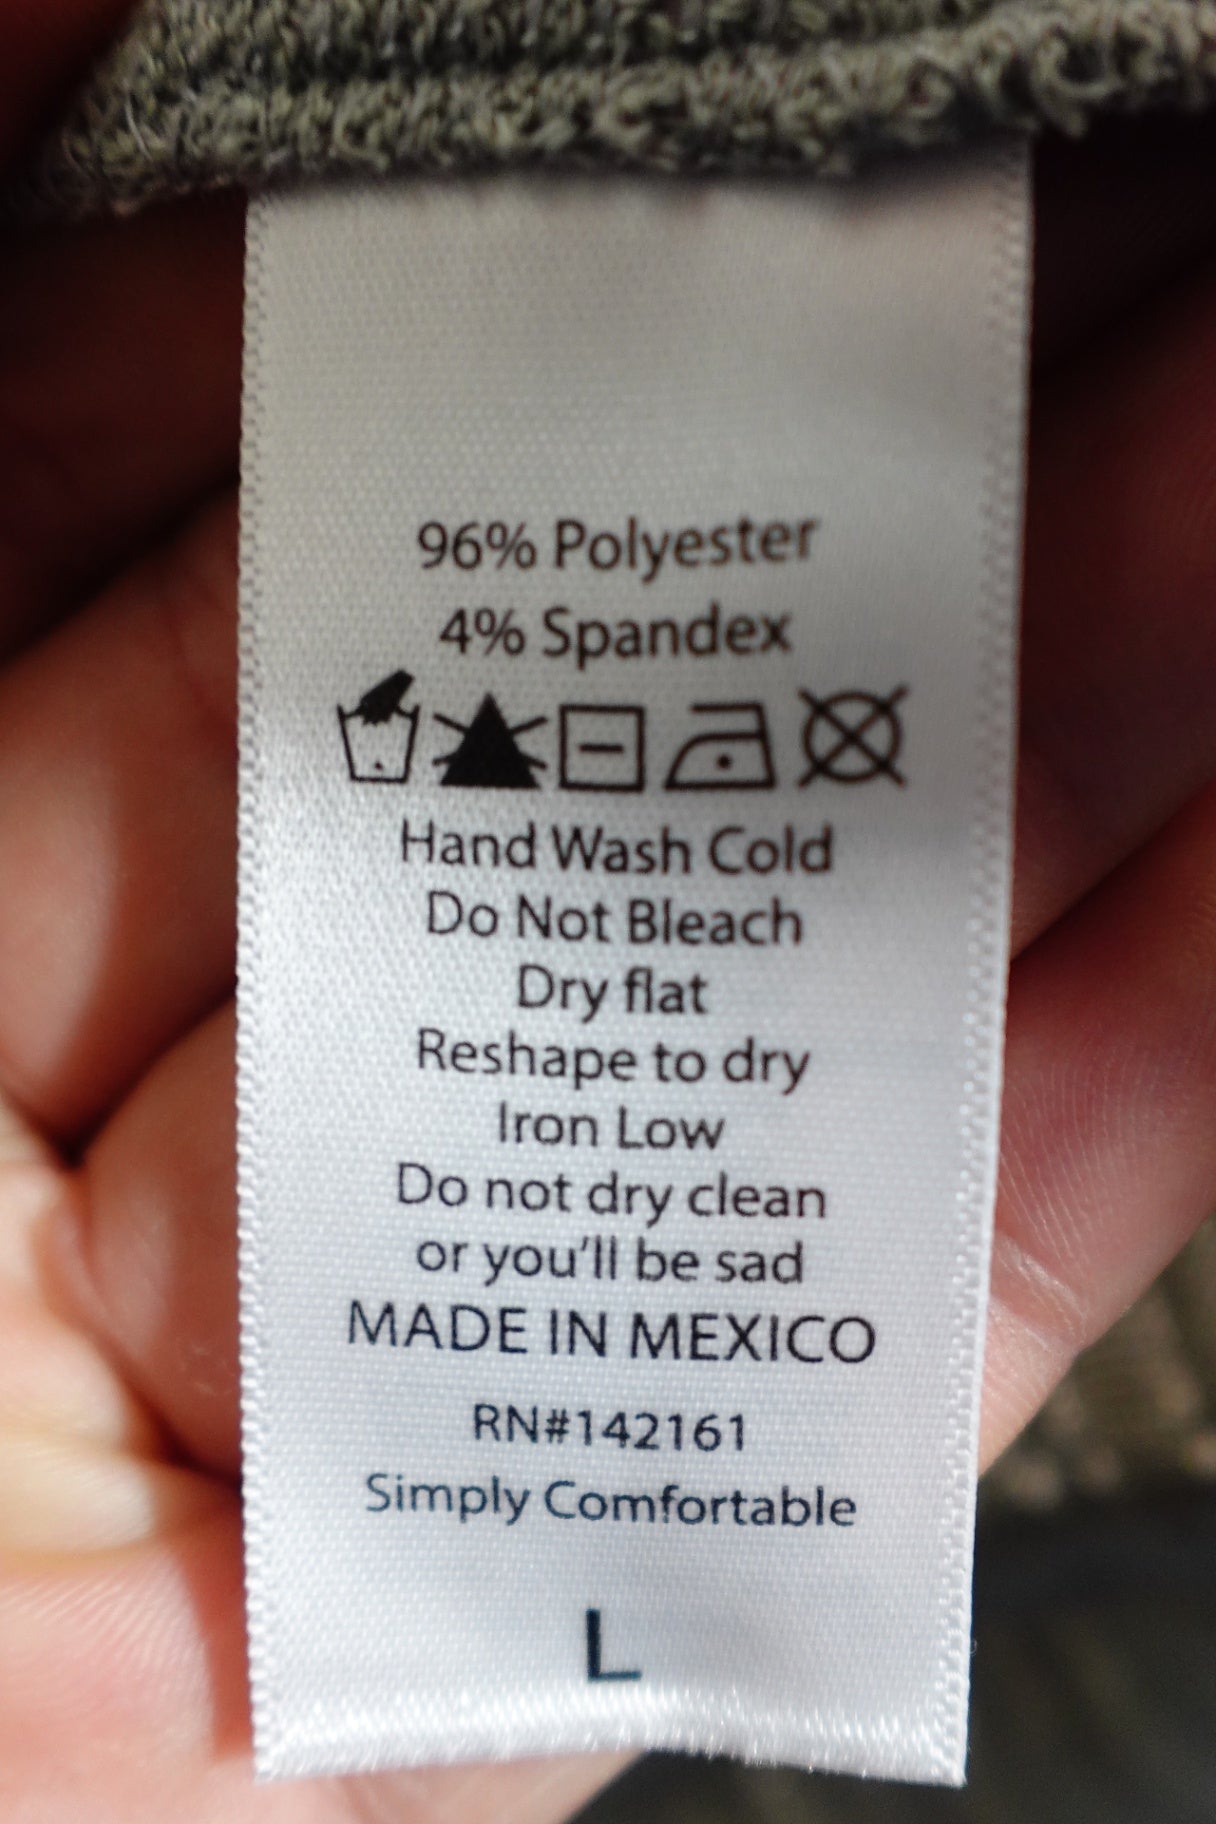 96% Polyester
4% Spandex
Hand Wash Cold
Do Not Bleach
Dry flat
Reshape to dry
Iron Low
Do not dry clean
or you'll be sad
MADE IN MEXICO
RN#142161
Simply Comfortable
L